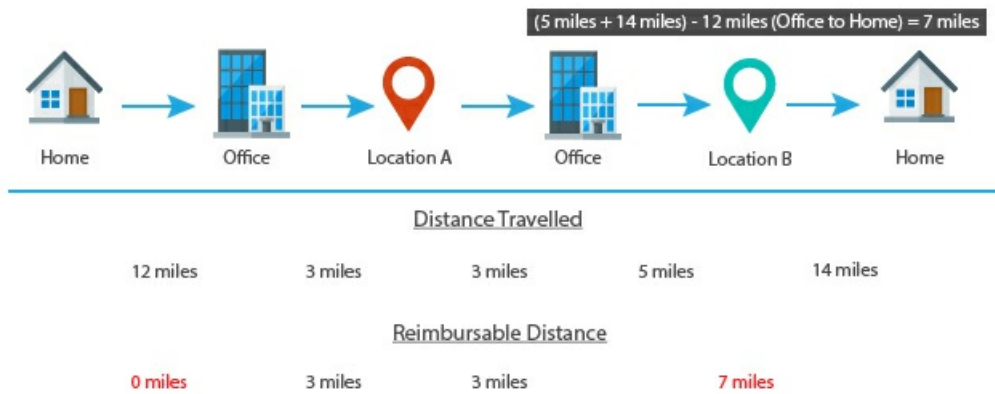 (5 miles + 14 miles) - 12 miles (Office to Home) = 7 miles
Home Office Location A Office Location B Home
Distance Travelled
12 miles 3 miles 3 miles 5 miles 14 miles
Reimbursable Distance
0 miles 3 miles 3 miles 7 miles